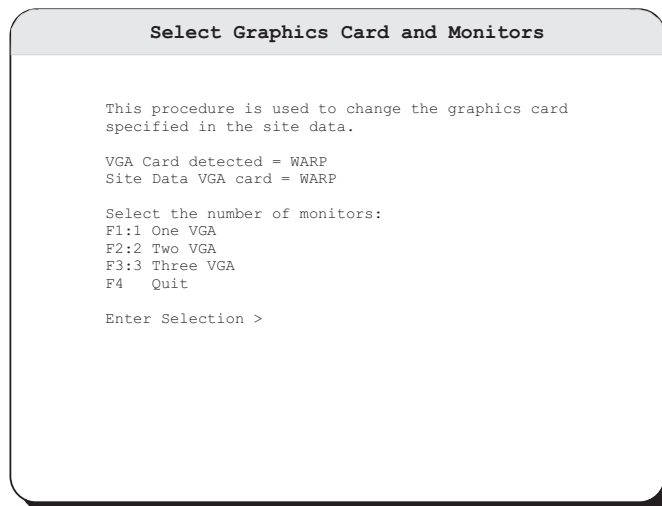 Select Graphics Card and Monitors
This procedure is used to change the graphics card
specified in the site data.
VGA Card detected = WARP
Site Data VGA card = WARP
Select the number of monitors:
F1:1 One VGA
F2:2 Two VGA
F3:3 Three VGA
F4   Quit
Enter Selection >